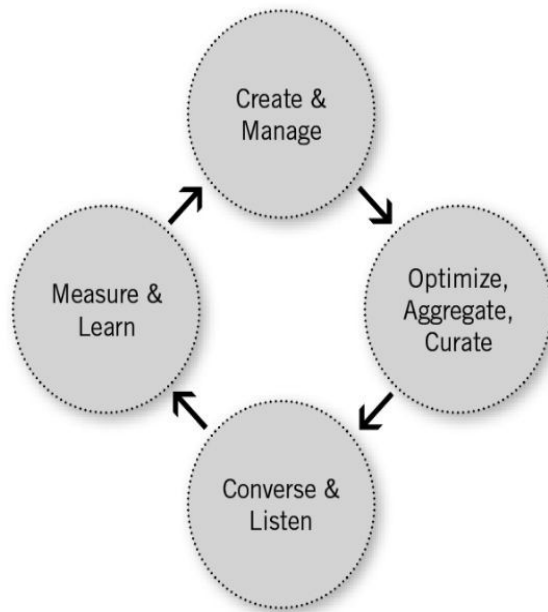 Create &
Manage
Optimize,
Aggregate,
Curate
Measure &
Learn
Converse &
Listen